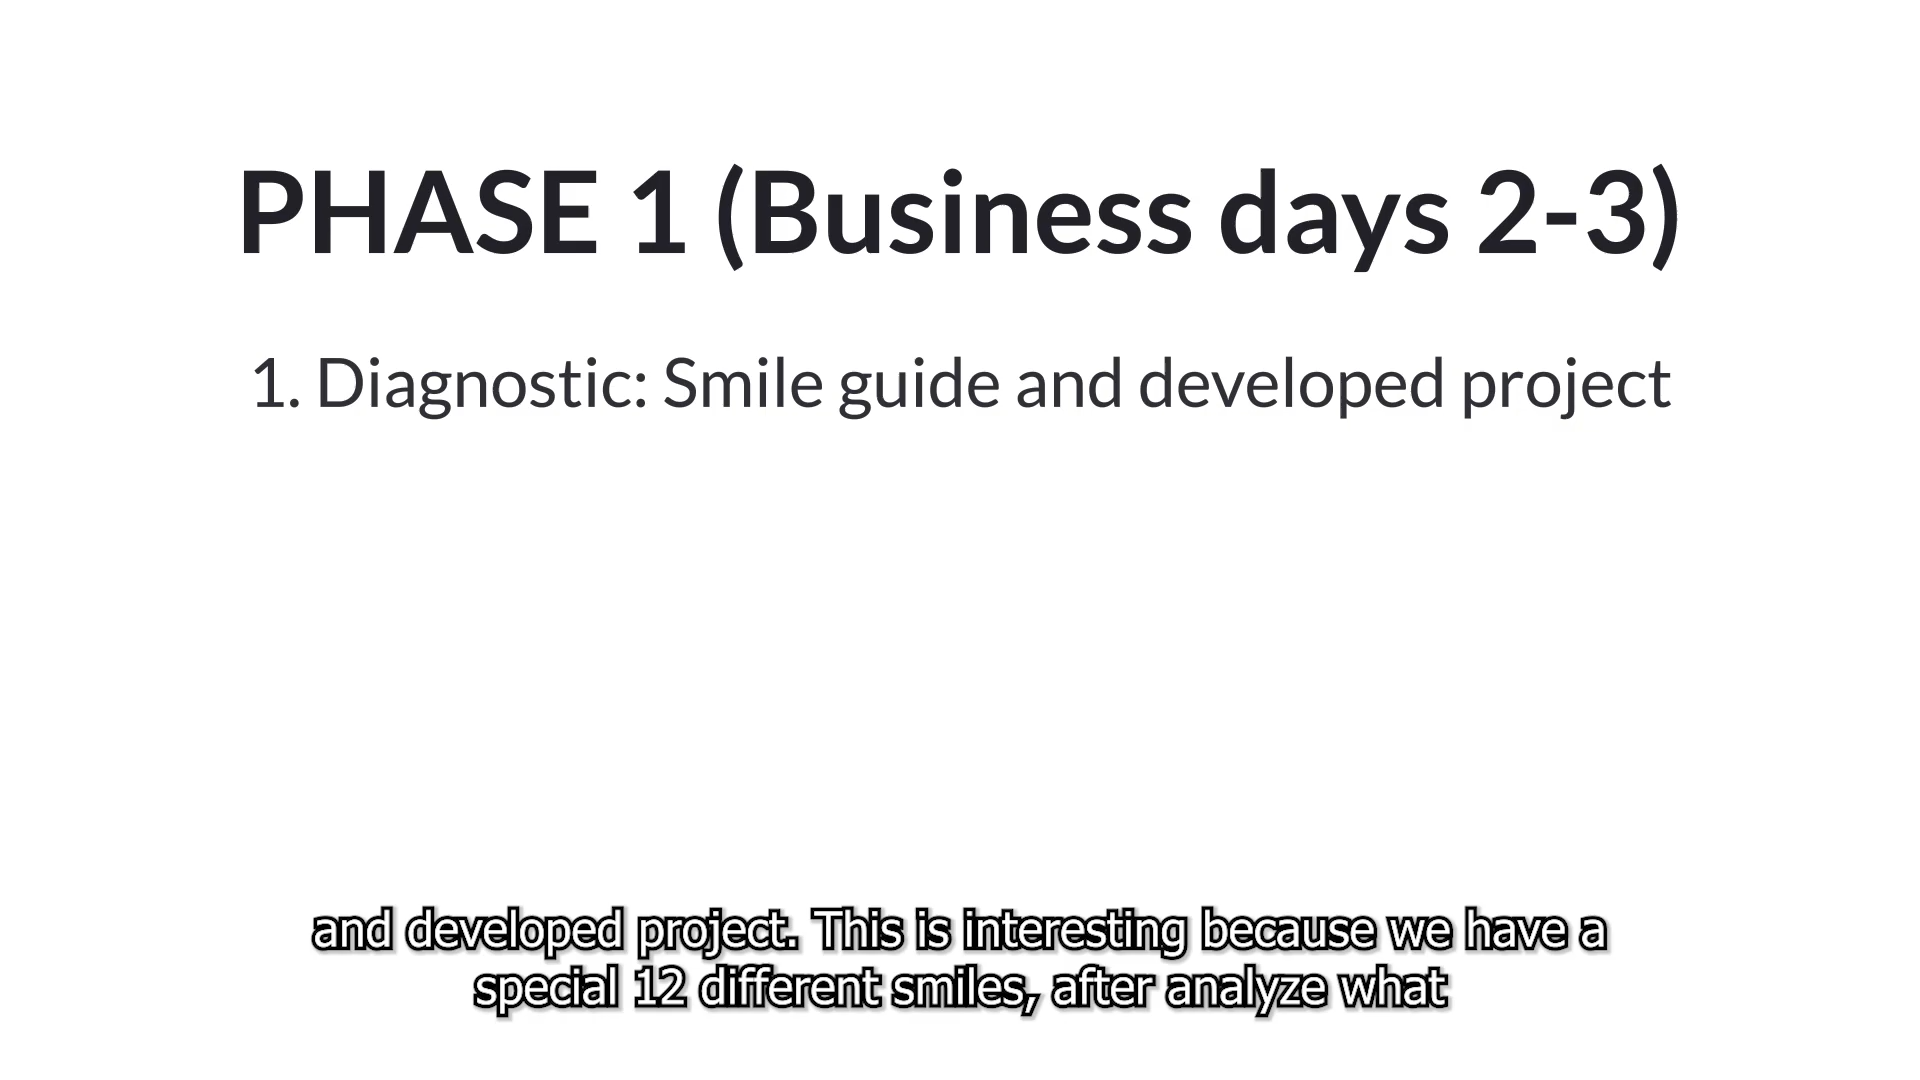 PHASE 1 (Business days 2-3)
1. Diagnostic: Smile guide and developed project
and developed project. This is interesting because we have a
special 12 different smiles, after analyze what